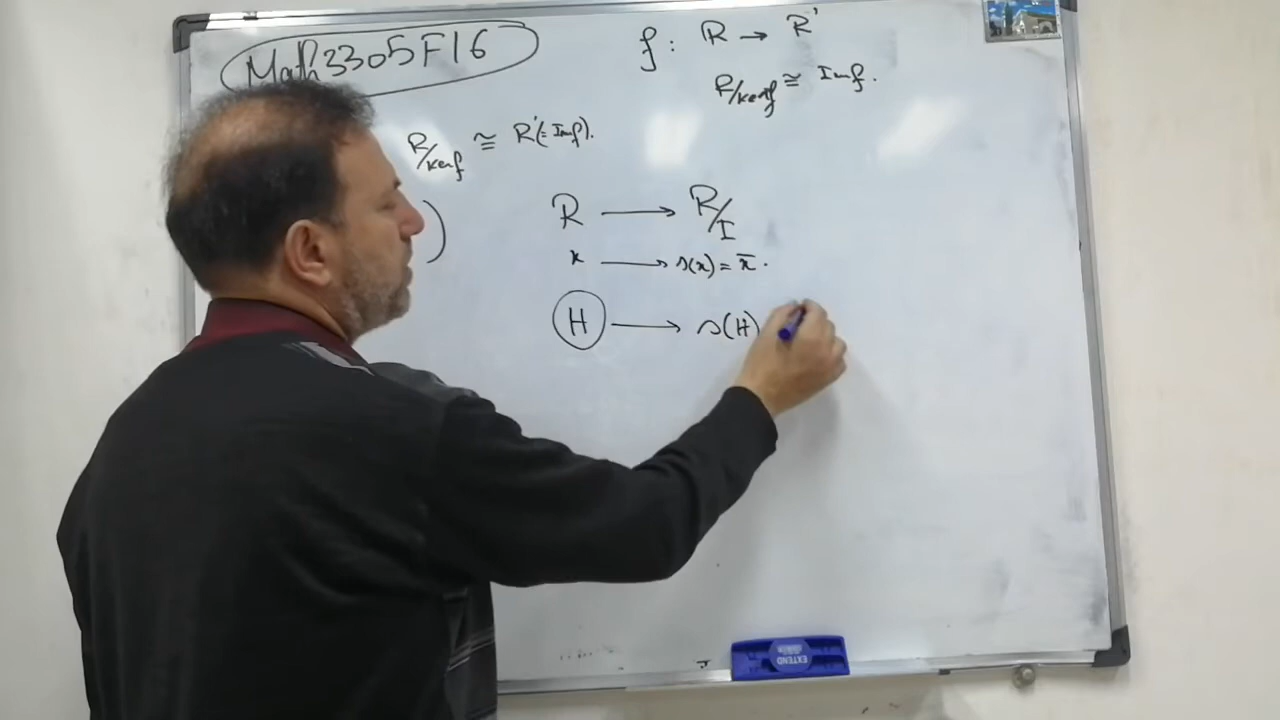 Math3305F16
f: R → R'
R/kerf ≅ Imf.
R/kerf ≅ R'(=Imf).
)
R → R/I
x → s(x) = x̄.
H → s(H)
EXTEND